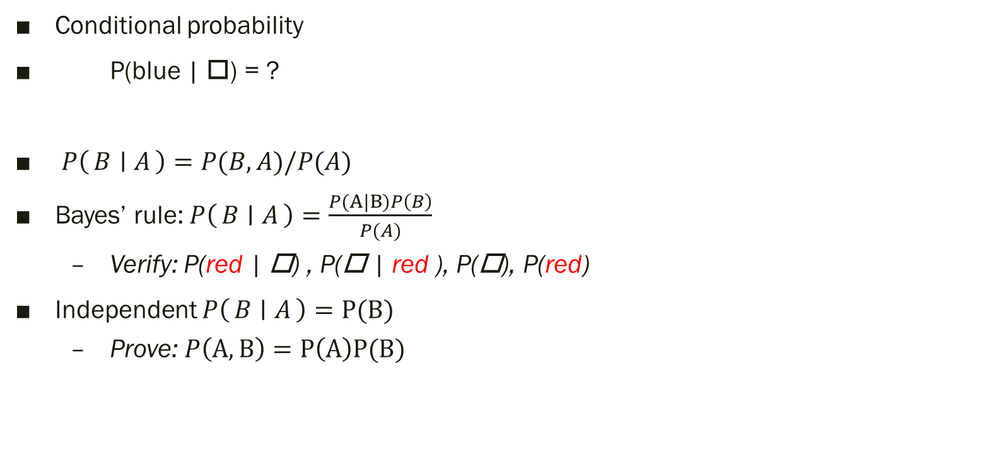 ■ Conditional probability
■ P(blue | □) = ?
■ P( B | A ) = P(B, A)/P(A)
■ Bayes’ rule: P( B | A ) = P(A|B)P(B) / P(A)
– Verify: P(red | □) , P(□ | red ), P(□), P(red)
■ Independent P( B | A ) = P(B)
– Prove: P(A, B) = P(A)P(B)